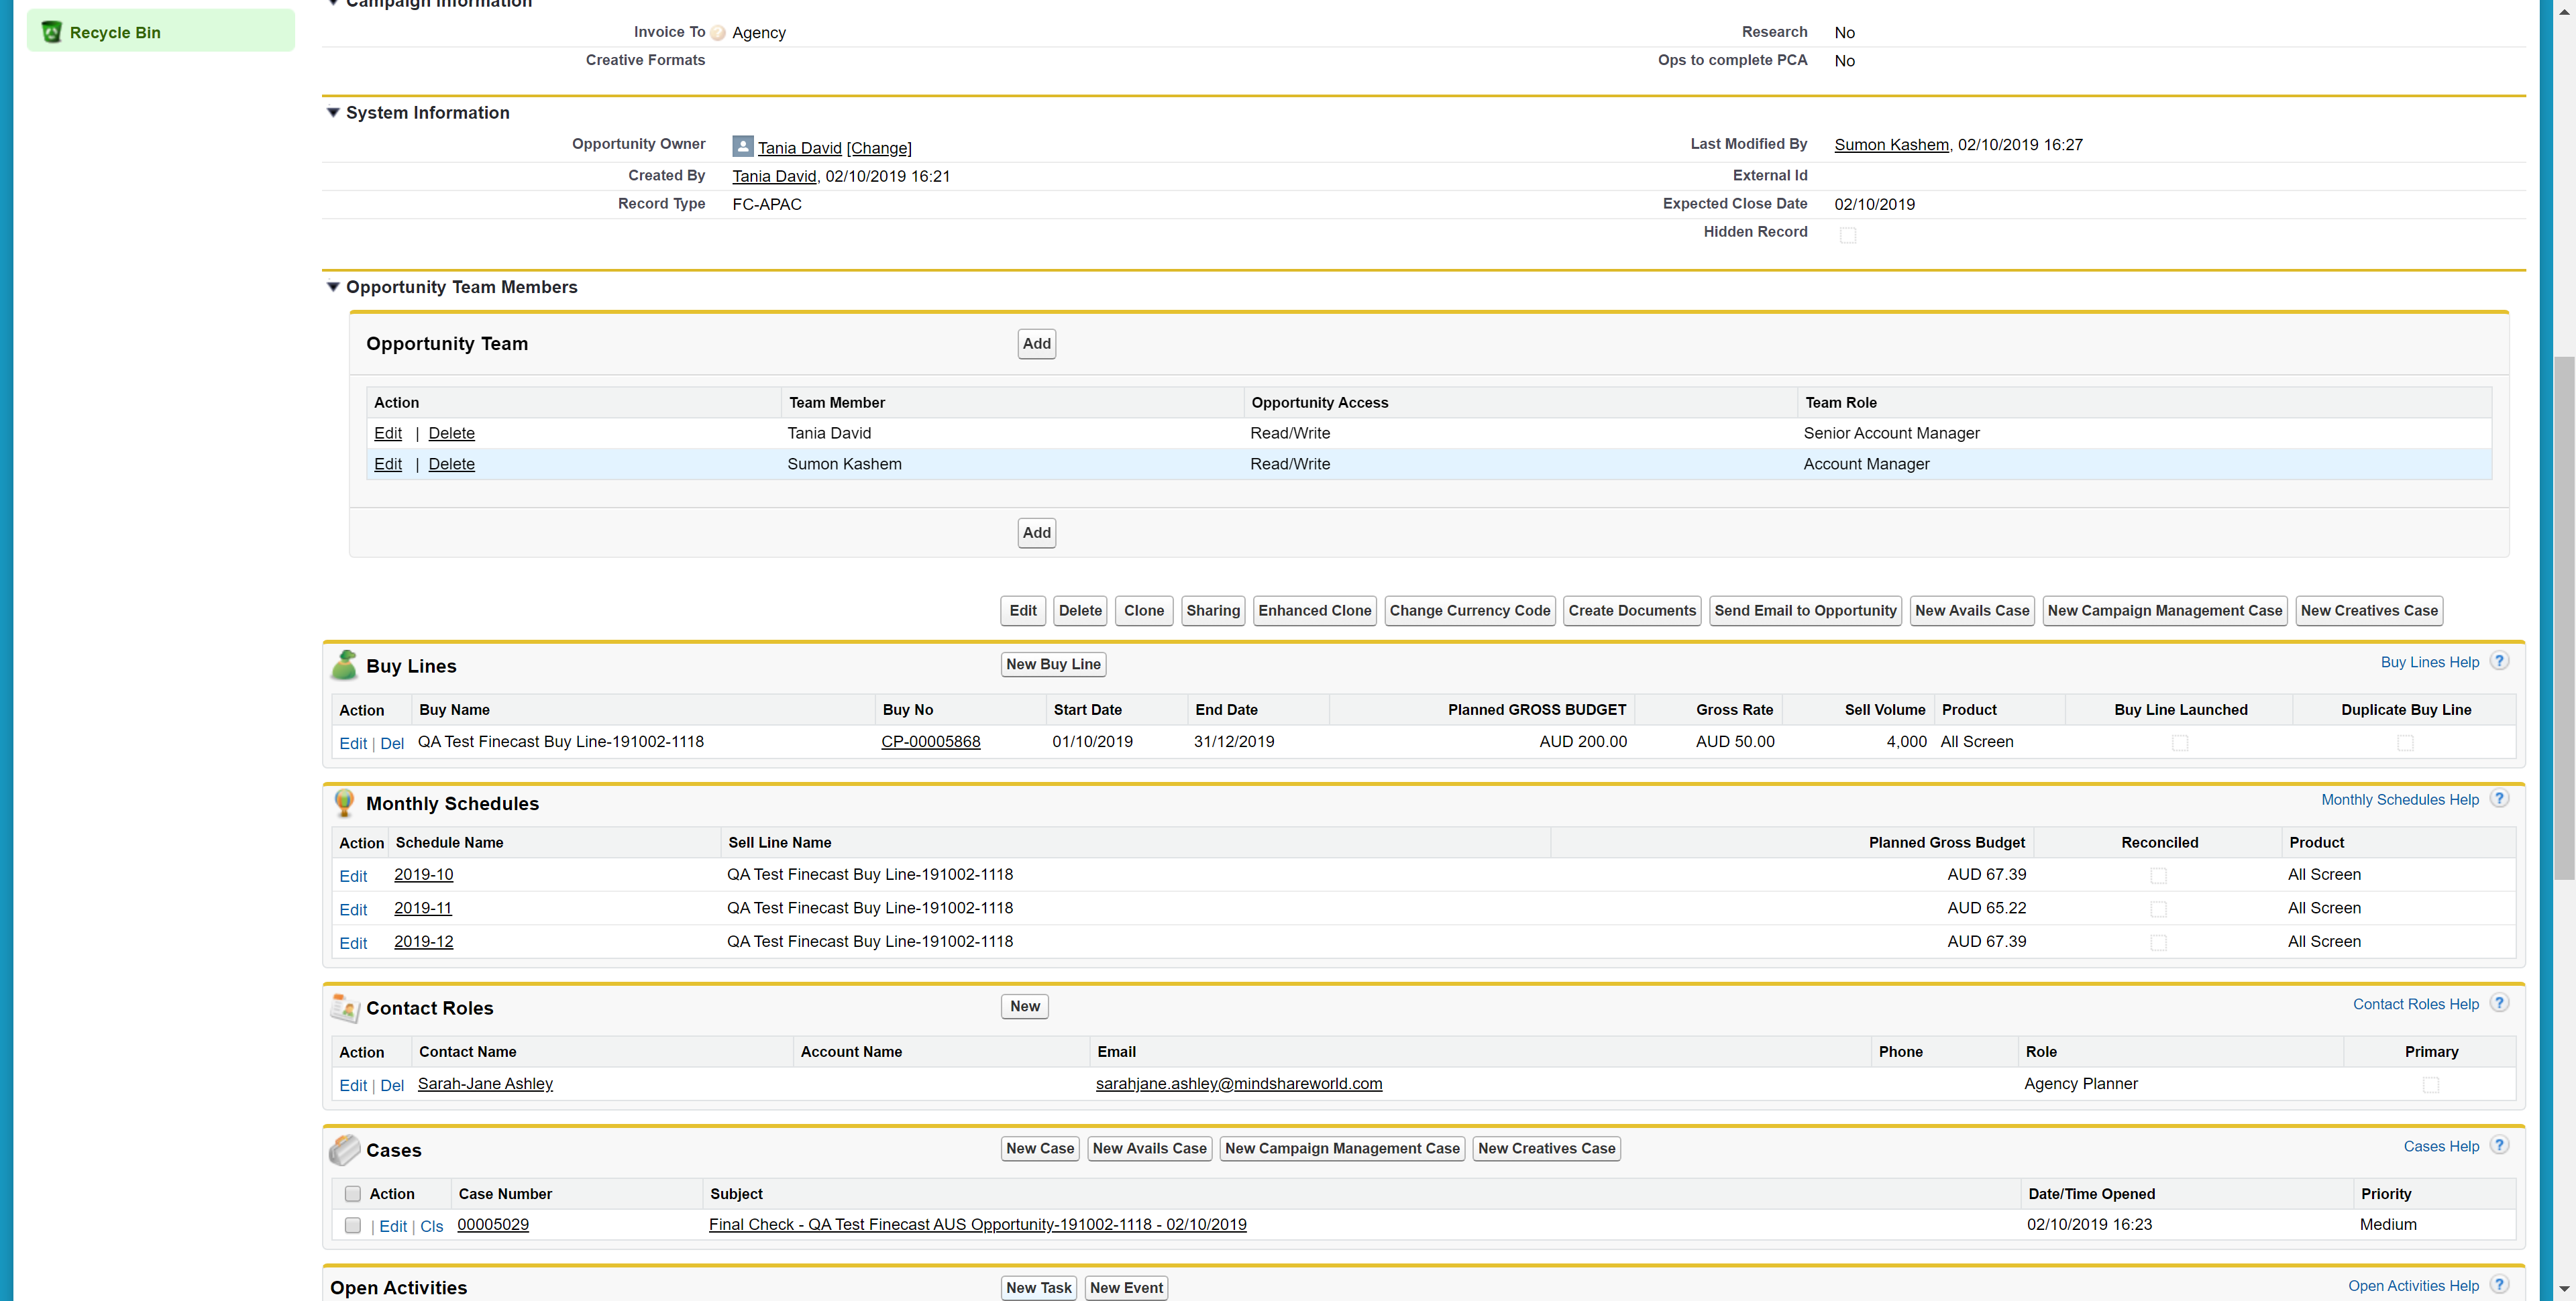 Campaign Information
Recycle Bin
Invoice To Agency Research No
Creative Formats Ops to complete PCA No
System Information
Opportunity Owner Tania David [Change] Last Modified By Sumon Kashem, 02/10/2019 16:27
Created By Tania David, 02/10/2019 16:21 External Id
Record Type FC-APAC Expected Close Date 02/10/2019
Hidden Record
Opportunity Team Members
Opportunity Team Add
Action Team Member Opportunity Access Team Role
Edit | Delete Tania David Read/Write Senior Account Manager
Edit | Delete Sumon Kashem Read/Write Account Manager
Add
Edit Delete Clone Sharing Enhanced Clone Change Currency Code Create Documents Send Email to Opportunity New Avails Case New Campaign Management Case New Creatives Case
Buy Lines New Buy Line Buy Lines Help ?
Action Buy Name Buy No Start Date End Date Planned GROSS BUDGET Gross Rate Sell Volume Product Buy Line Launched Duplicate Buy Line
Edit | Del QA Test Finecast Buy Line-191002-1118 CP-00005868 01/10/2019 31/12/2019 AUD 200.00 AUD 50.00 4,000 All Screen
Monthly Schedules Monthly Schedules Help ?
Action Schedule Name Sell Line Name Planned Gross Budget Reconciled Product
Edit 2019-10 QA Test Finecast Buy Line-191002-1118 AUD 67.39 All Screen
Edit 2019-11 QA Test Finecast Buy Line-191002-1118 AUD 65.22 All Screen
Edit 2019-12 QA Test Finecast Buy Line-191002-1118 AUD 67.39 All Screen
Contact Roles New Contact Roles Help ?
Action Contact Name Account Name Email Phone Role Primary
Edit | Del Sarah-Jane Ashley sarahjane.ashley@mindshareworld.com Agency Planner
Cases New Case New Avails Case New Campaign Management Case New Creatives Case Cases Help ?
Action Case Number Subject Date/Time Opened Priority
| Edit | Cls 00005029 Final Check - QA Test Finecast AUS Opportunity-191002-1118 - 02/10/2019 02/10/2019 16:23 Medium
Open Activities New Task New Event Open Activities Help ?